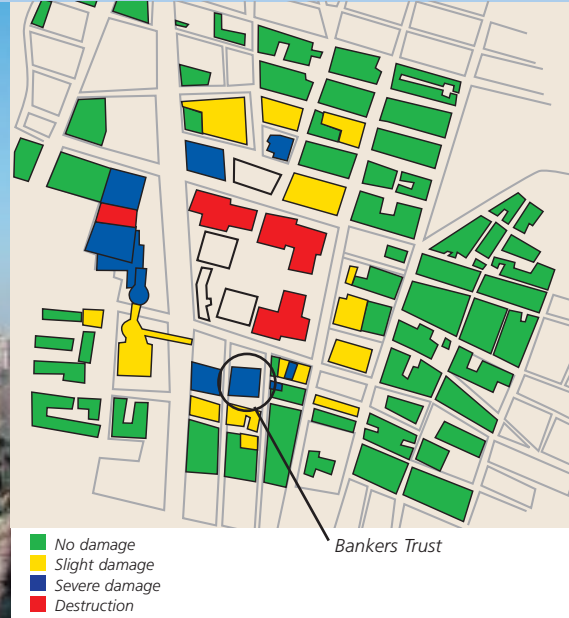 Bankers Trust
No damage
Slight damage
Severe damage
Destruction